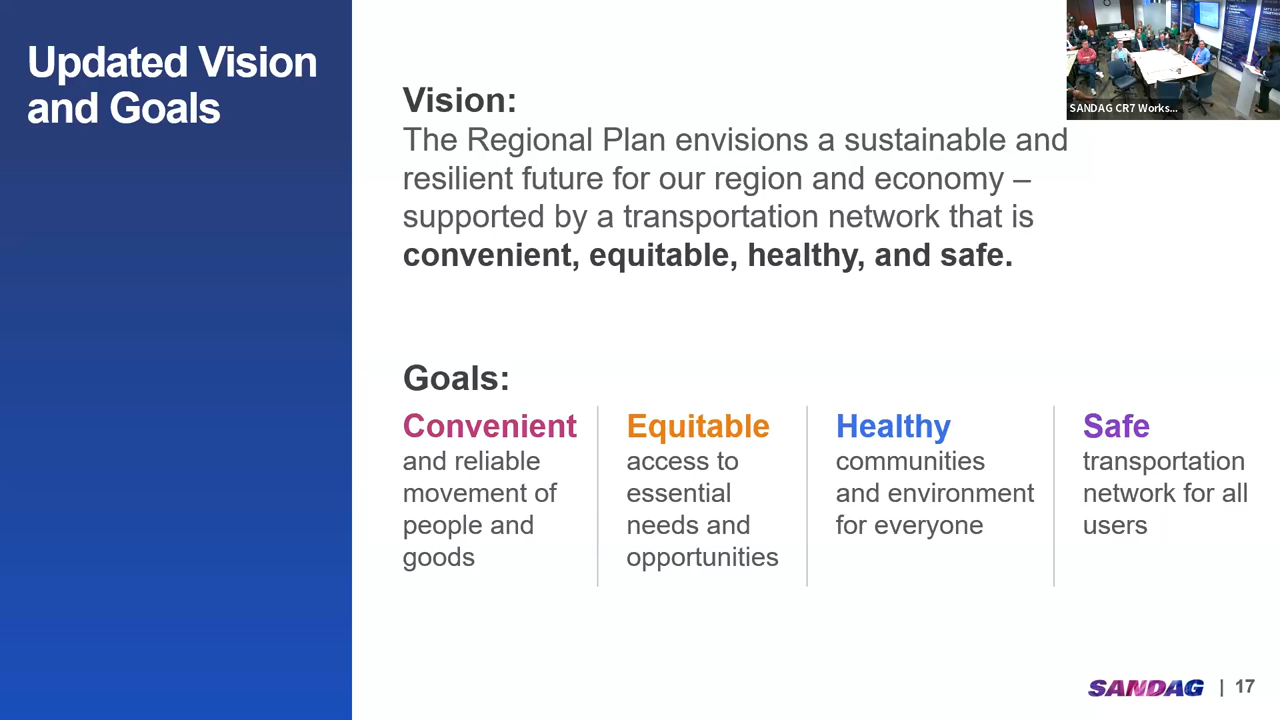 Updated Vision
and Goals
Vision:
The Regional Plan envisions a sustainable and
resilient future for our region and economy –
supported by a transportation network that is
convenient, equitable, healthy, and safe.
Goals:
Convenient
and reliable
movement of
people and
goods
Equitable
access to
essential
needs and
opportunities
Healthy
communities
and environment
for everyone
Safe
transportation
network for all
users
SANDAG CR7 Works...
SANDAG | 17